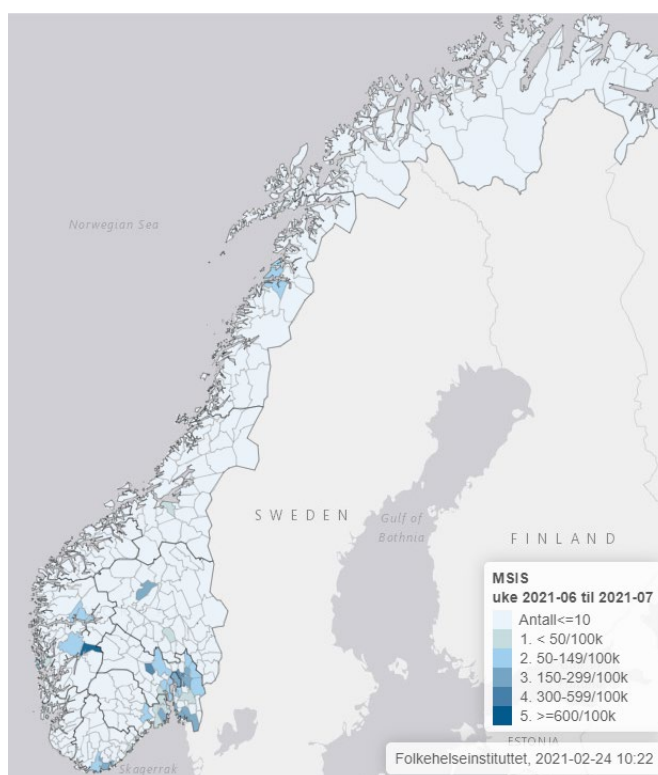 Norwegian Sea
SWEDEN
Gulf of
Bothnia
FINLAND
MSIS
uke 2021-06 til 2021-07
Antall<=10
1. < 50/100k
2. 50-149/100k
3. 150-299/100k
4. 300-599/100k
5. >=600/100k
ESTONIA
Skagerrak
Folkehelseinstituttet, 2021-02-24 10:22